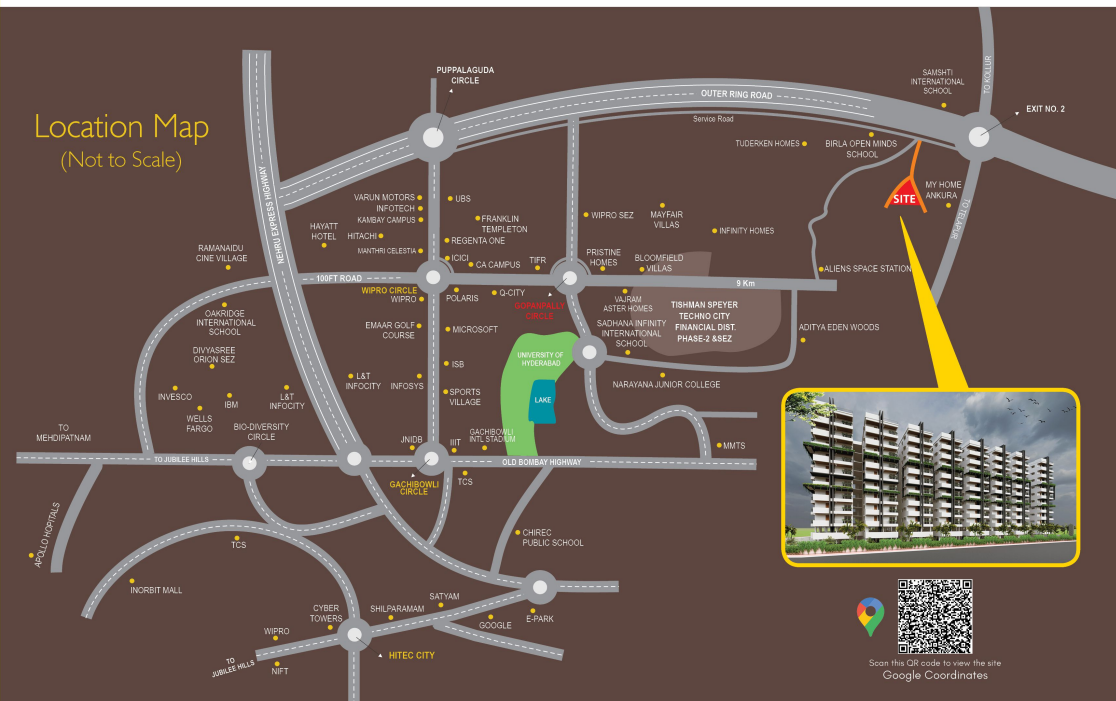 Location Map
(Not to Scale)
PUPPALAGUDA
CIRCLE
OUTER RING ROAD
Service Road
SAMSHTI
INTERNATIONAL
SCHOOL
TO KOLLUR
EXIT NO. 2
TUDERKEN HOMES
BIRLA OPEN MINDS
SCHOOL
SITE
MY HOME
ANKURA
TO TELAPUR
NEHRU EXPRESS HIGHWAY
VARUN MOTORS
INFOTECH
KAMBAY CAMPUS
UBS
HAYATT
HOTEL
HITACHI
MANTHRI CELESTIA
FRANKLIN
TEMPLETON
REGENTA ONE
ICICI
CA CAMPUS
TIFR
WIPRO SEZ
MAYFAIR
VILLAS
INFINITY HOMES
PRISTINE
HOMES
BLOOMFIELD
VILLAS
ALIENS SPACE STATION
RAMANAIDU
CINE VILLAGE
100FT ROAD
9 Km
WIPRO CIRCLE
WIPRO
POLARIS
Q-CITY
GOPANPALLY
CIRCLE
VAJRAM
ASTER HOMES
TISHMAN SPEYER
TECHNO CITY
FINANCIAL DIST.
PHASE-2 &SEZ
OAKRIDGE
INTERNATIONAL
SCHOOL
EMAAR GOLF
COURSE
MICROSOFT
SADHANA INFINITY
INTERNATIONAL
SCHOOL
ADITYA EDEN WOODS
DIVYASREE
ORION SEZ
ISB
UNIVERSITY OF
HYDERABAD
LAKE
NARAYANA JUNIOR COLLEGE
INVESCO
WELLS
FARGO
IBM
L&T
INFOCITY
L&T
INFOCITY
INFOSYS
SPORTS
VILLAGE
TO
MEHDIPATNAM
BIO-DIVERSITY
CIRCLE
JNIDB
IIIT
GACHIBOWLI
INTL STADIUM
MMTS
TO JUBILEE HILLS
OLD BOMBAY HIGHWAY
GACHIBOWLI
CIRCLE
TCS
APOLLO HOPITALS
TCS
CHIREC
PUBLIC SCHOOL
INORBIT MALL
CYBER
TOWERS
SHILPARAMAM
SATYAM
GOOGLE
E-PARK
WIPRO
HITEC CITY
TO
JUBILEE HILLS
NIFT
Scan this QR code to view the site
Google Coordinates